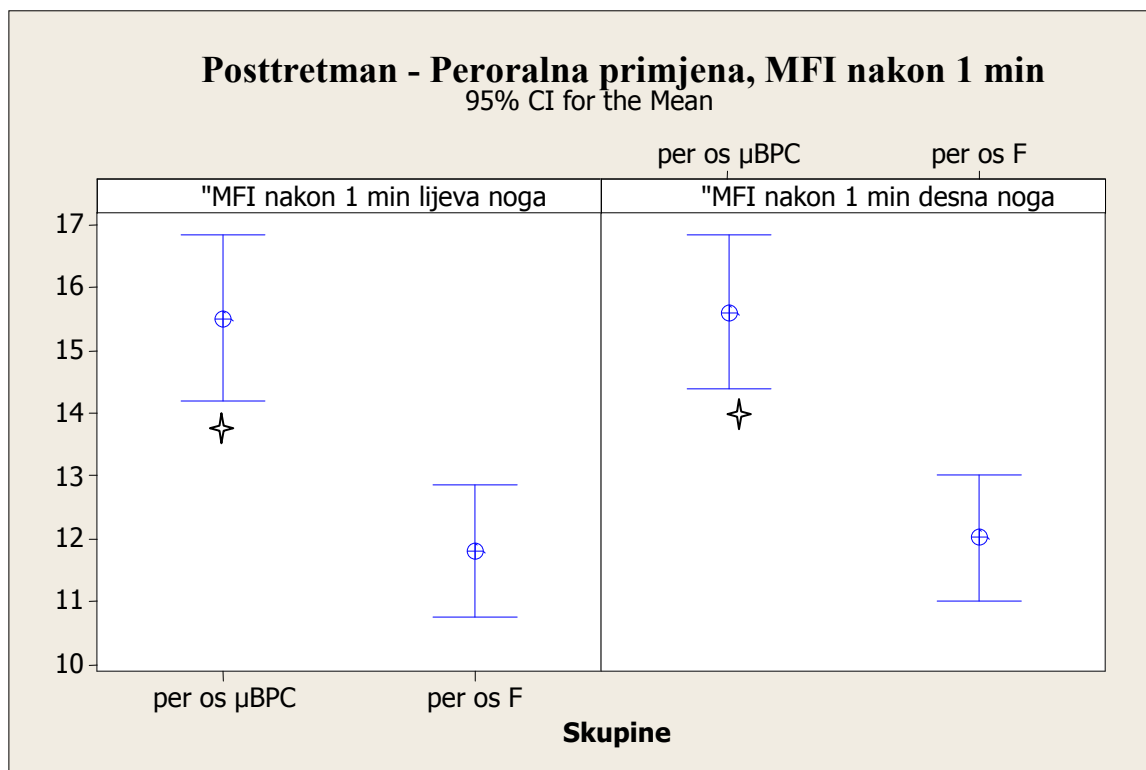 Posttretman - Peroralna primjena, MFI nakon 1 min
95% CI for the Mean
per os µBPC per os F
"MFI nakon 1 min lijeva noga "MFI nakon 1 min desna noga
17
16
15
14
13
12
11
10
per os µBPC per os F
Skupine